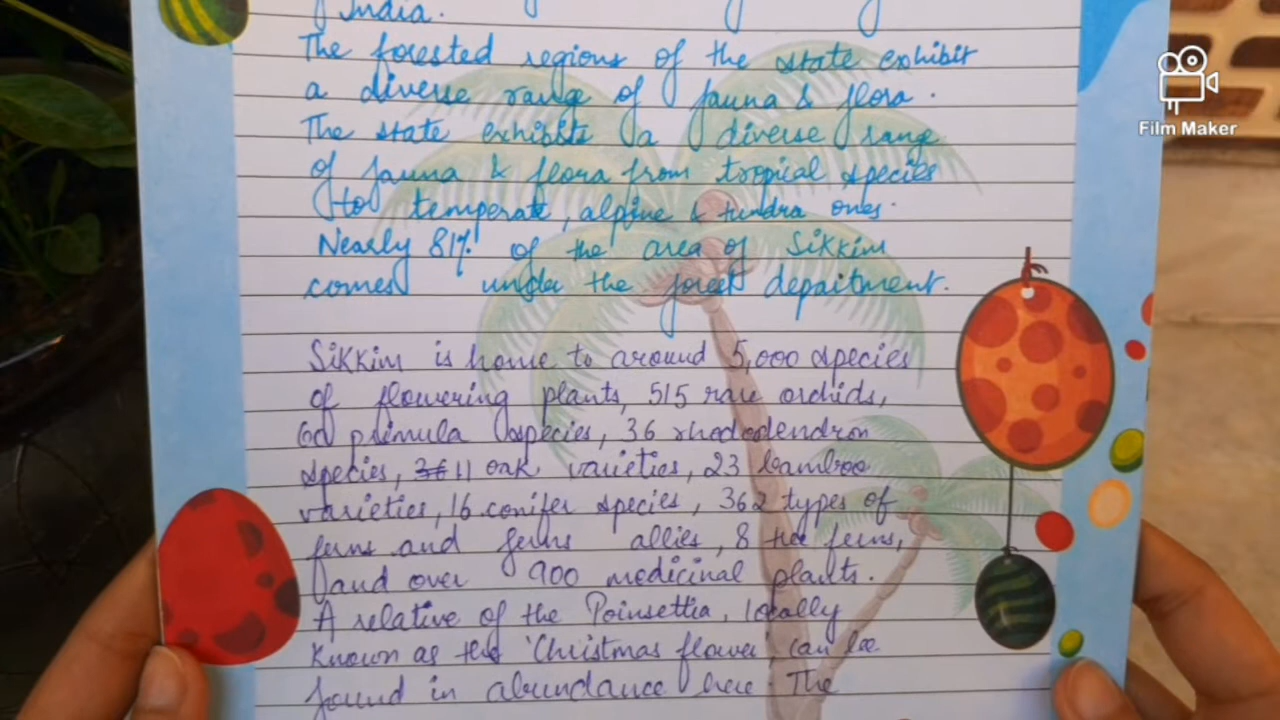 of India.
The forested regions of the state exhibit
a diverse range of fauna & flora.
The state exhibits a diverse range
of fauna & flora from tropical species
to temperate, alpine & tundra ones.
Nearly 81% of the area of Sikkim
comes under the forest department.
Sikkim is home to around 5,000 species
of flowering plants, 515 rare orchids,
60 primula species, 36 rhododendron
species, 36 11 oak varieties, 23 bamboo
varieties, 16 conifer species, 362 types of
ferns and ferns allies, 8 tree ferns,
and over 900 medicinal plants.
A relative of the Poinsettia, locally
known as the 'Christmas flower', can be
found in abundance here. The
Film Maker